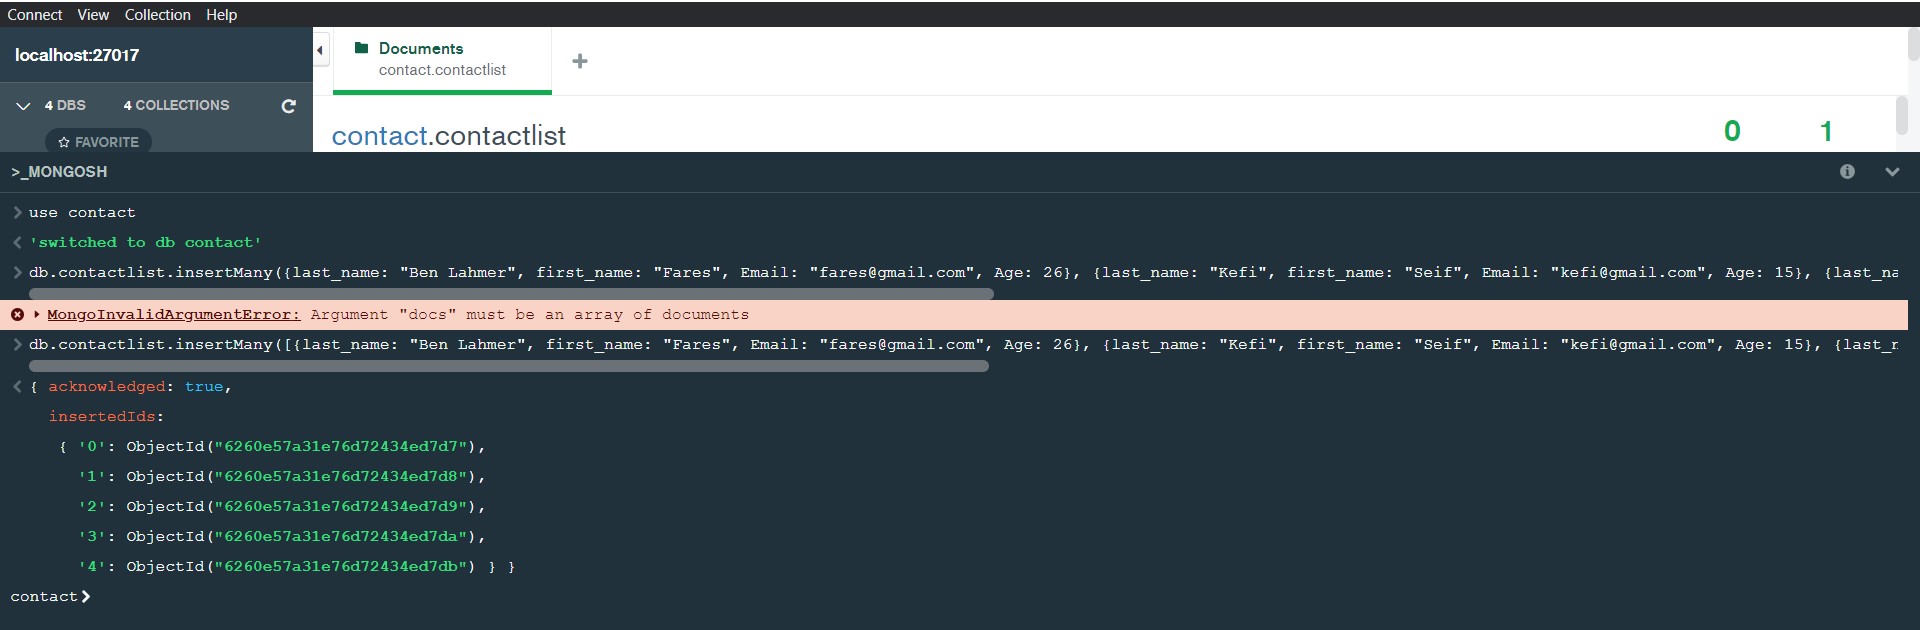 Connect View Collection Help
localhost:27017
Documents
contact.contactlist
4 DBS 4 COLLECTIONS
FAVORITE
contact.contactlist
0 1
>_MONGOSH
use contact
'switched to db contact'
db.contactlist.insertMany({last_name: "Ben Lahmer", first_name: "Fares", Email: "fares@gmail.com", Age: 26}, {last_name: "Kefi", first_name: "Seif", Email: "kefi@gmail.com", Age: 15}, {last_na
MongoInvalidArgumentError: Argument "docs" must be an array of documents
db.contactlist.insertMany([{last_name: "Ben Lahmer", first_name: "Fares", Email: "fares@gmail.com", Age: 26}, {last_name: "Kefi", first_name: "Seif", Email: "kefi@gmail.com", Age: 15}, {last_n
{ acknowledged: true,
insertedIds:
{ '0': ObjectId("6260e57a31e76d72434ed7d7"),
'1': ObjectId("6260e57a31e76d72434ed7d8"),
'2': ObjectId("6260e57a31e76d72434ed7d9"),
'3': ObjectId("6260e57a31e76d72434ed7da"),
'4': ObjectId("6260e57a31e76d72434ed7db") } }
contact>